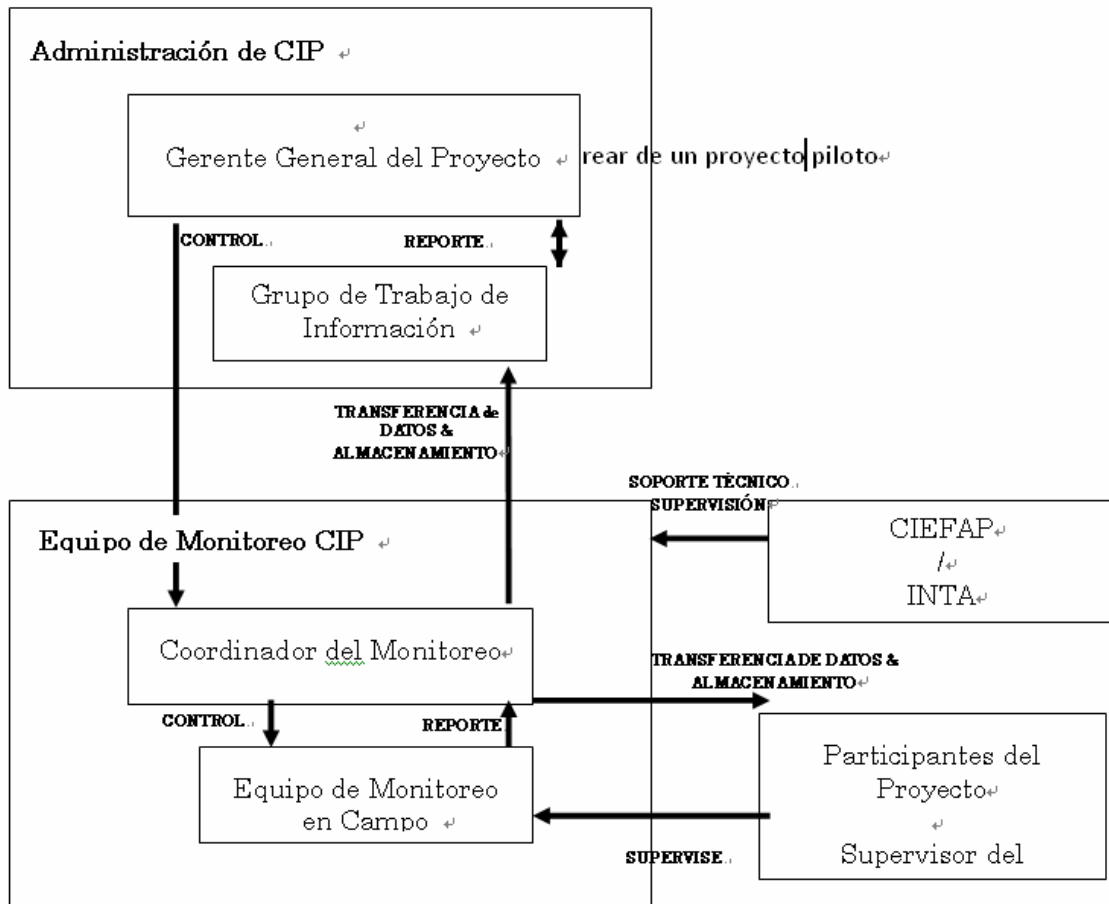 Administración de CIP
Gerente General del Proyecto
rear de un proyecto piloto
CONTROL
REPORTE
Grupo de Trabajo de
Información
TRANSFERENCIA de
DATOS &
ALMACENAMIENTO
SOPORTE TÈCNICO
SUPERVISIÓN
CIEFAP
/
INTA
Equipo de Monitoreo CIP
Coordinador del Monitoreo
TRANSFERENCIA DE DATOS &
ALMACENAMIENTO
CONTROL
REPORTE
Equipo de Monitoreo
en Campo
Participantes del
Proyecto
Supervisor del
SUPERVISE